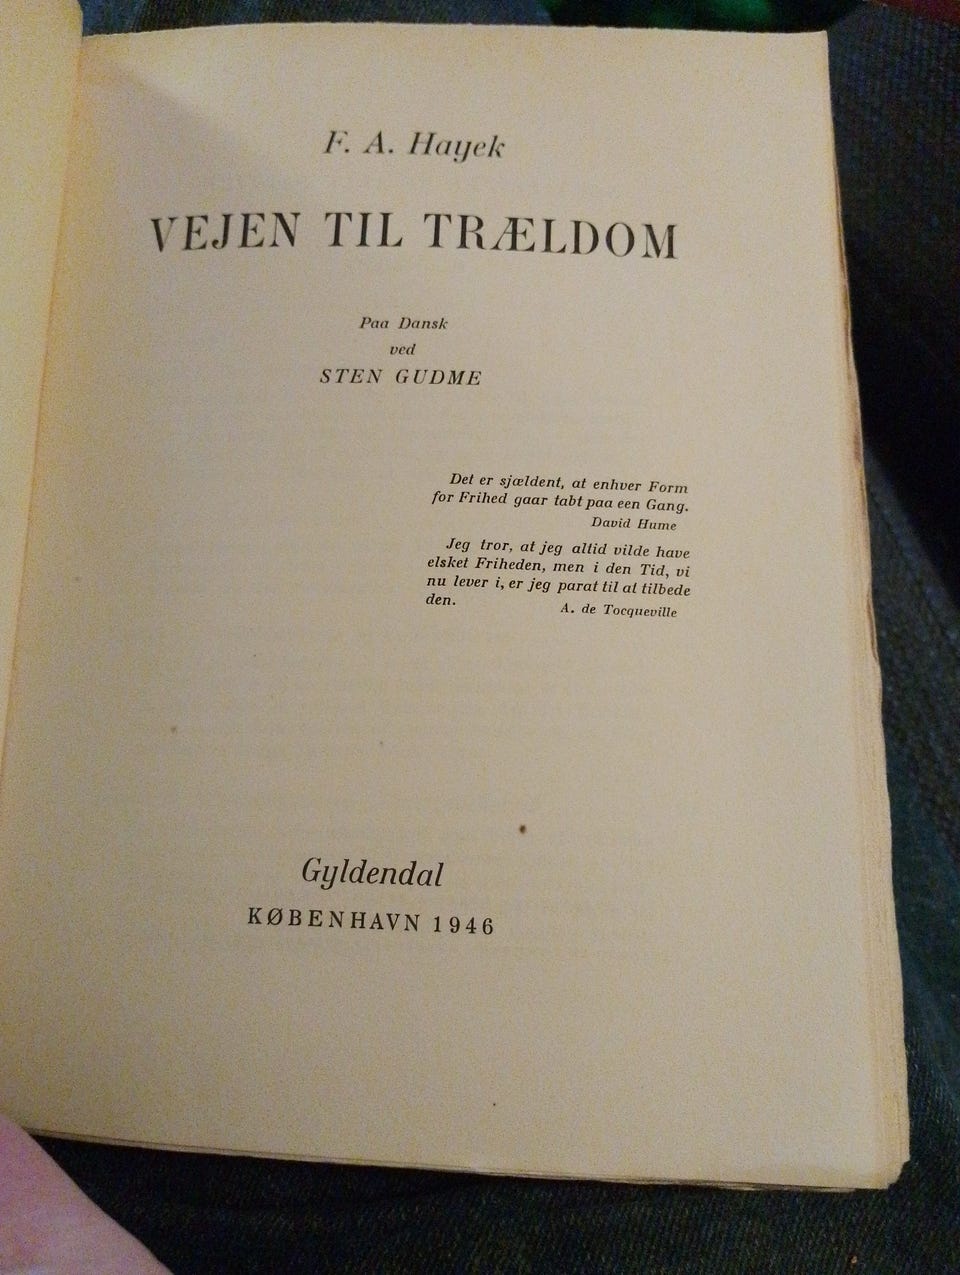 F. A. Hayek
VEJEN TIL TRÆLDOM
Paa Dansk
ved
STEN GUDME
Det er sjældent, at enhver Form
for Frihed gaar tabt paa een Gang.
David Hume
Jeg tror, at jeg altid vilde have
elsket Friheden, men i den Tid, vi
nu lever i, er jeg parat til at tilbede
den. A. de Tocqueville
Gyldendal
KØBENHAVN 1946